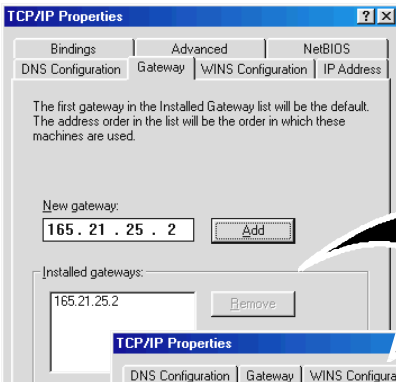 TCP/IP Properties
Bindings Advanced NetBIOS
DNS Configuration Gateway WINS Configuration IP Address
The first gateway in the Installed Gateway list will be the default.
The address order in the list will be the order in which these
machines are used.
New gateway:
165 . 21 . 25 . 2 Add
Installed gateways:
165.21.25.2 Remove
TCP/IP Properties
DNS Configuration Gateway WINS Configura